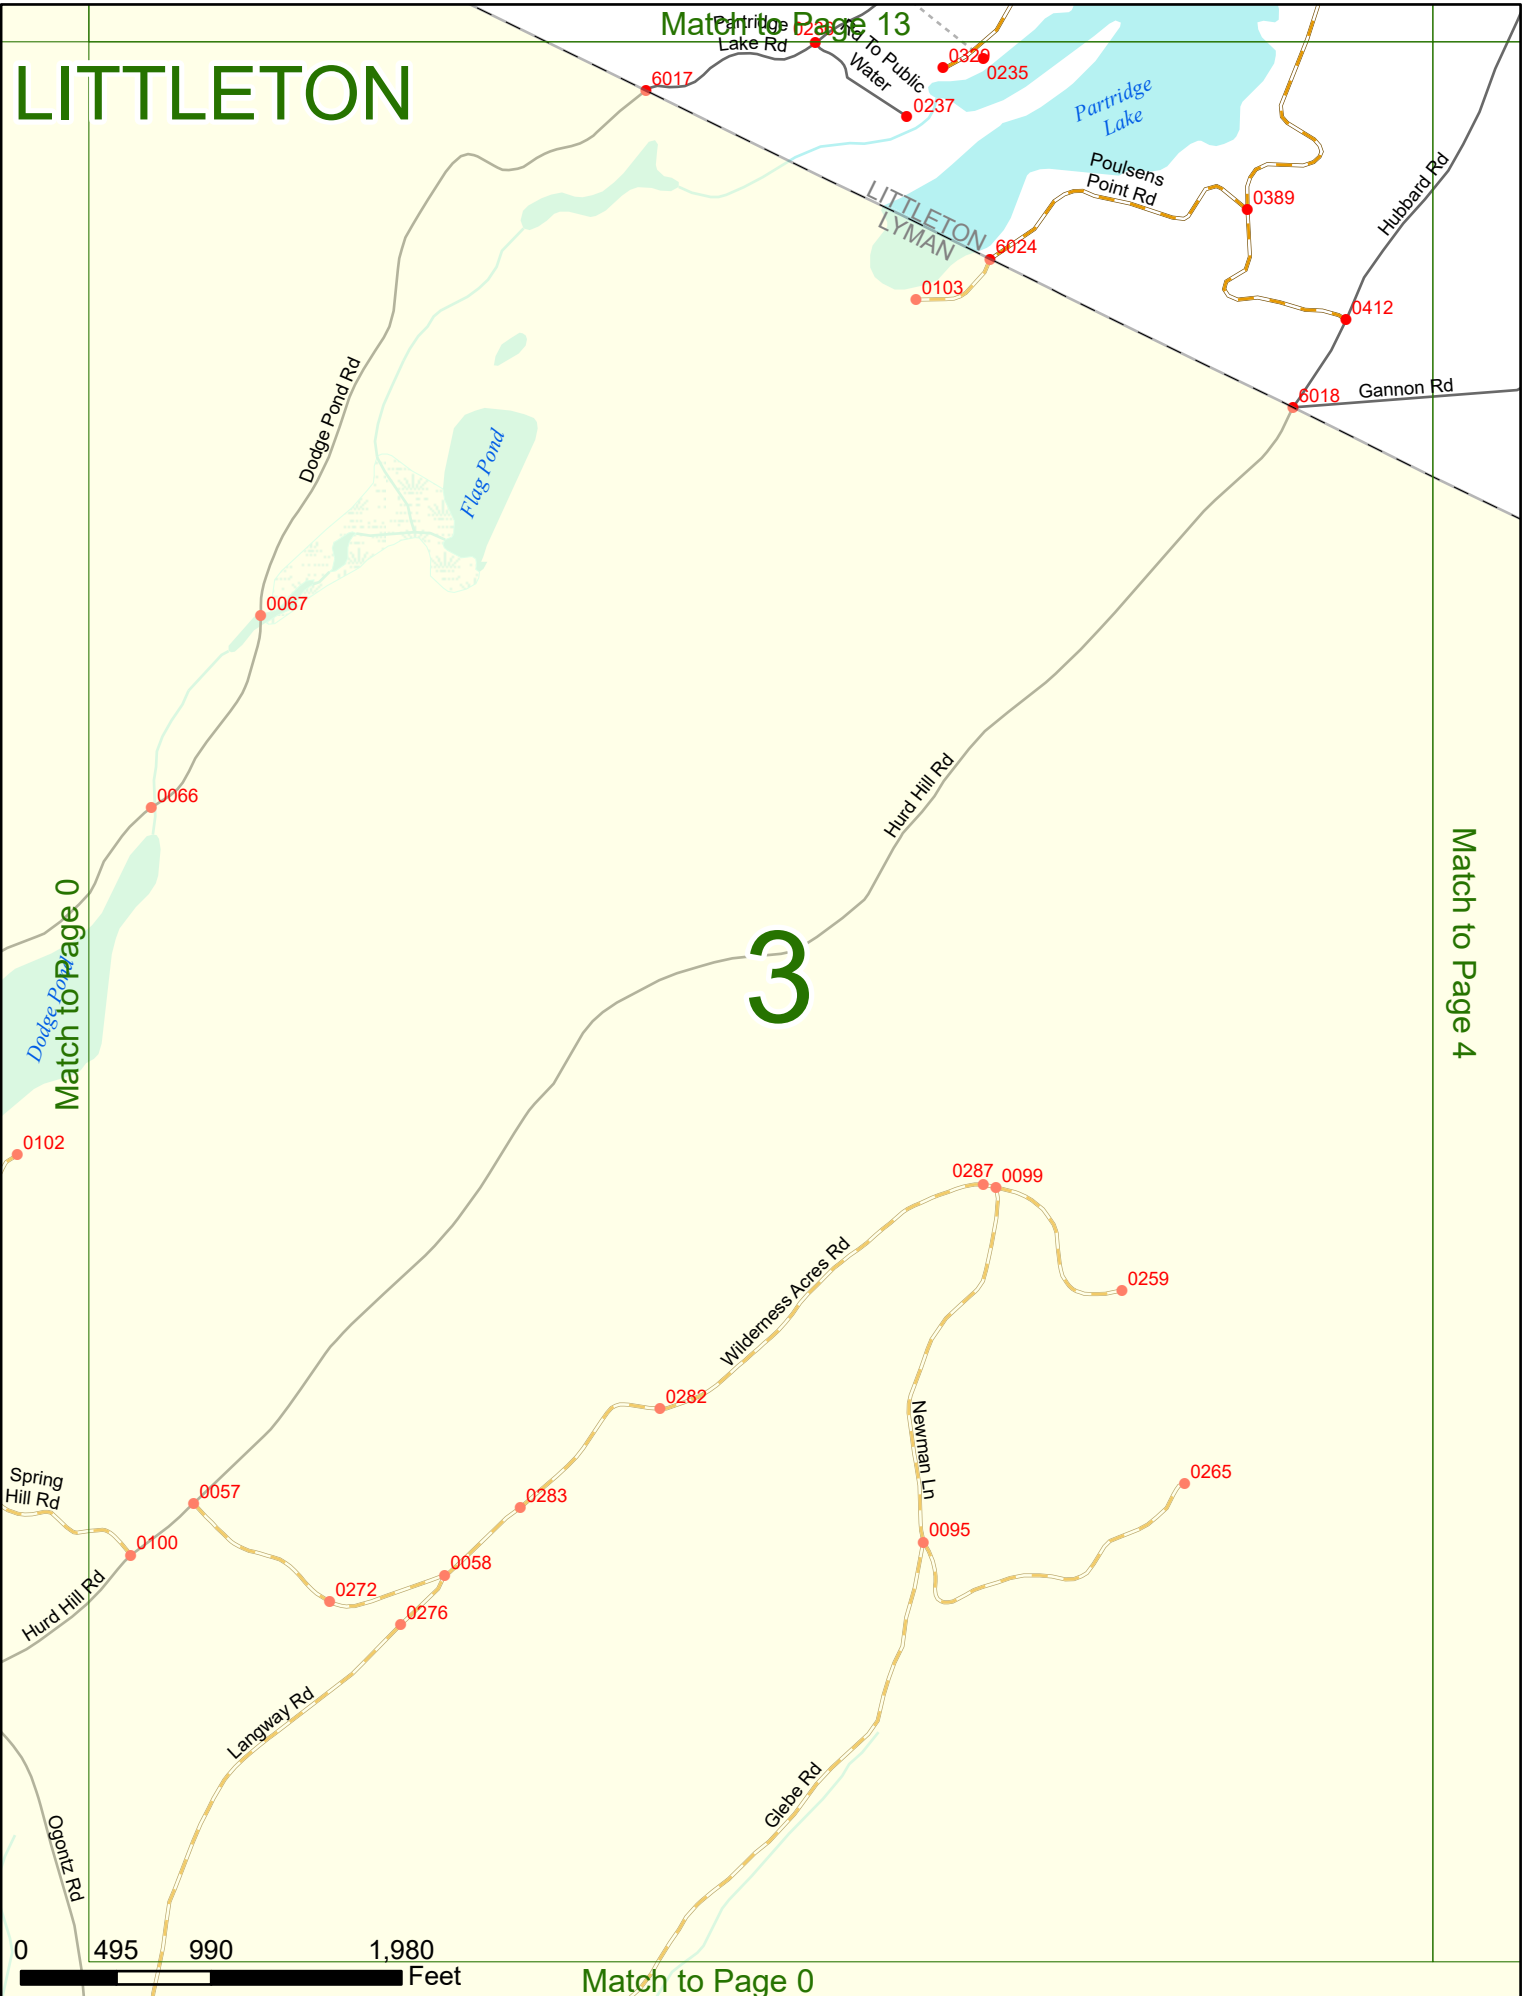 Match to Page 13
LITTLETON
Partridge
Lake Rd
Rd To Public
Water
0329
0235
6017
0237
Partridge
Lake
Poulsens
Point Rd
Hubbard Rd
0389
LITTLETON
LYMAN
6024
0103
0412
Gannon Rd
6018
Dodge Pond Rd
Flag Pond
0067
Hurd Hill Rd
0066
Match to Page 0
Dodge Pond
Match to Page 4
3
0102
0287
0099
0259
Wilderness Acres Rd
0282
Newman Ln
Spring
Hill Rd
0057
0283
0265
0100
0095
0058
Hurd Hill Rd
0272
0276
Langway Rd
Glebe Rd
Ogontz Rd
0 495 990 1,980
Feet
Match to Page 0